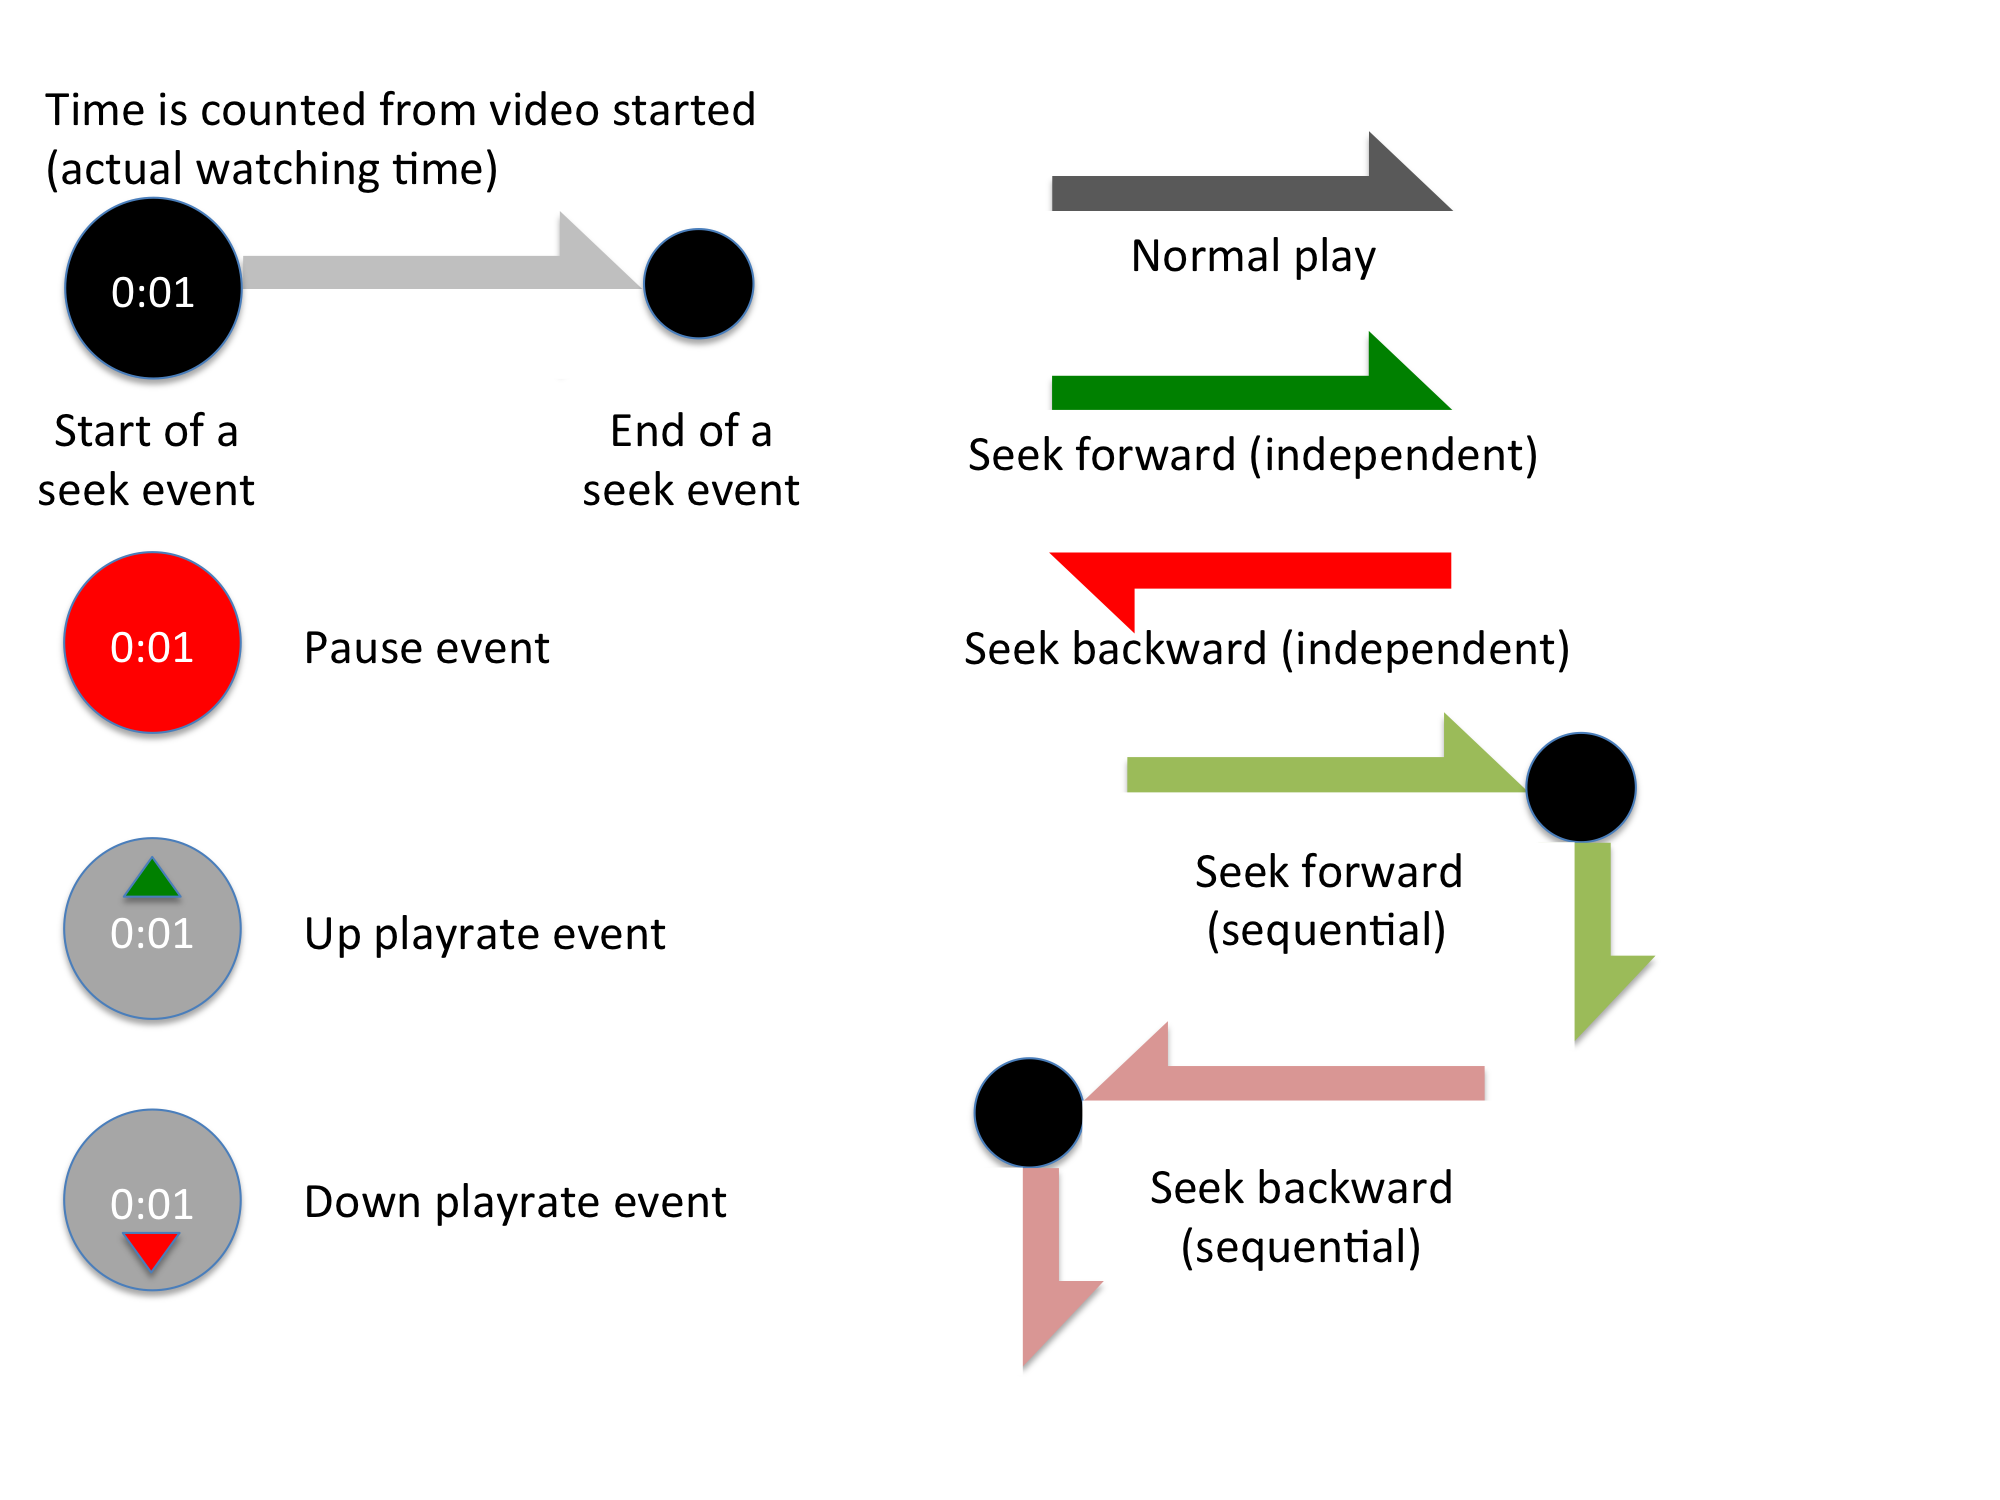 Time is counted from video started
(actual watching time)
0:01
Start of a
seek event
End of a
seek event
0:01
Pause event
0:01
Up playrate event
0:01
Down playrate event
Normal play
Seek forward (independent)
Seek backward (independent)
Seek forward
(sequential)
Seek backward
(sequential)